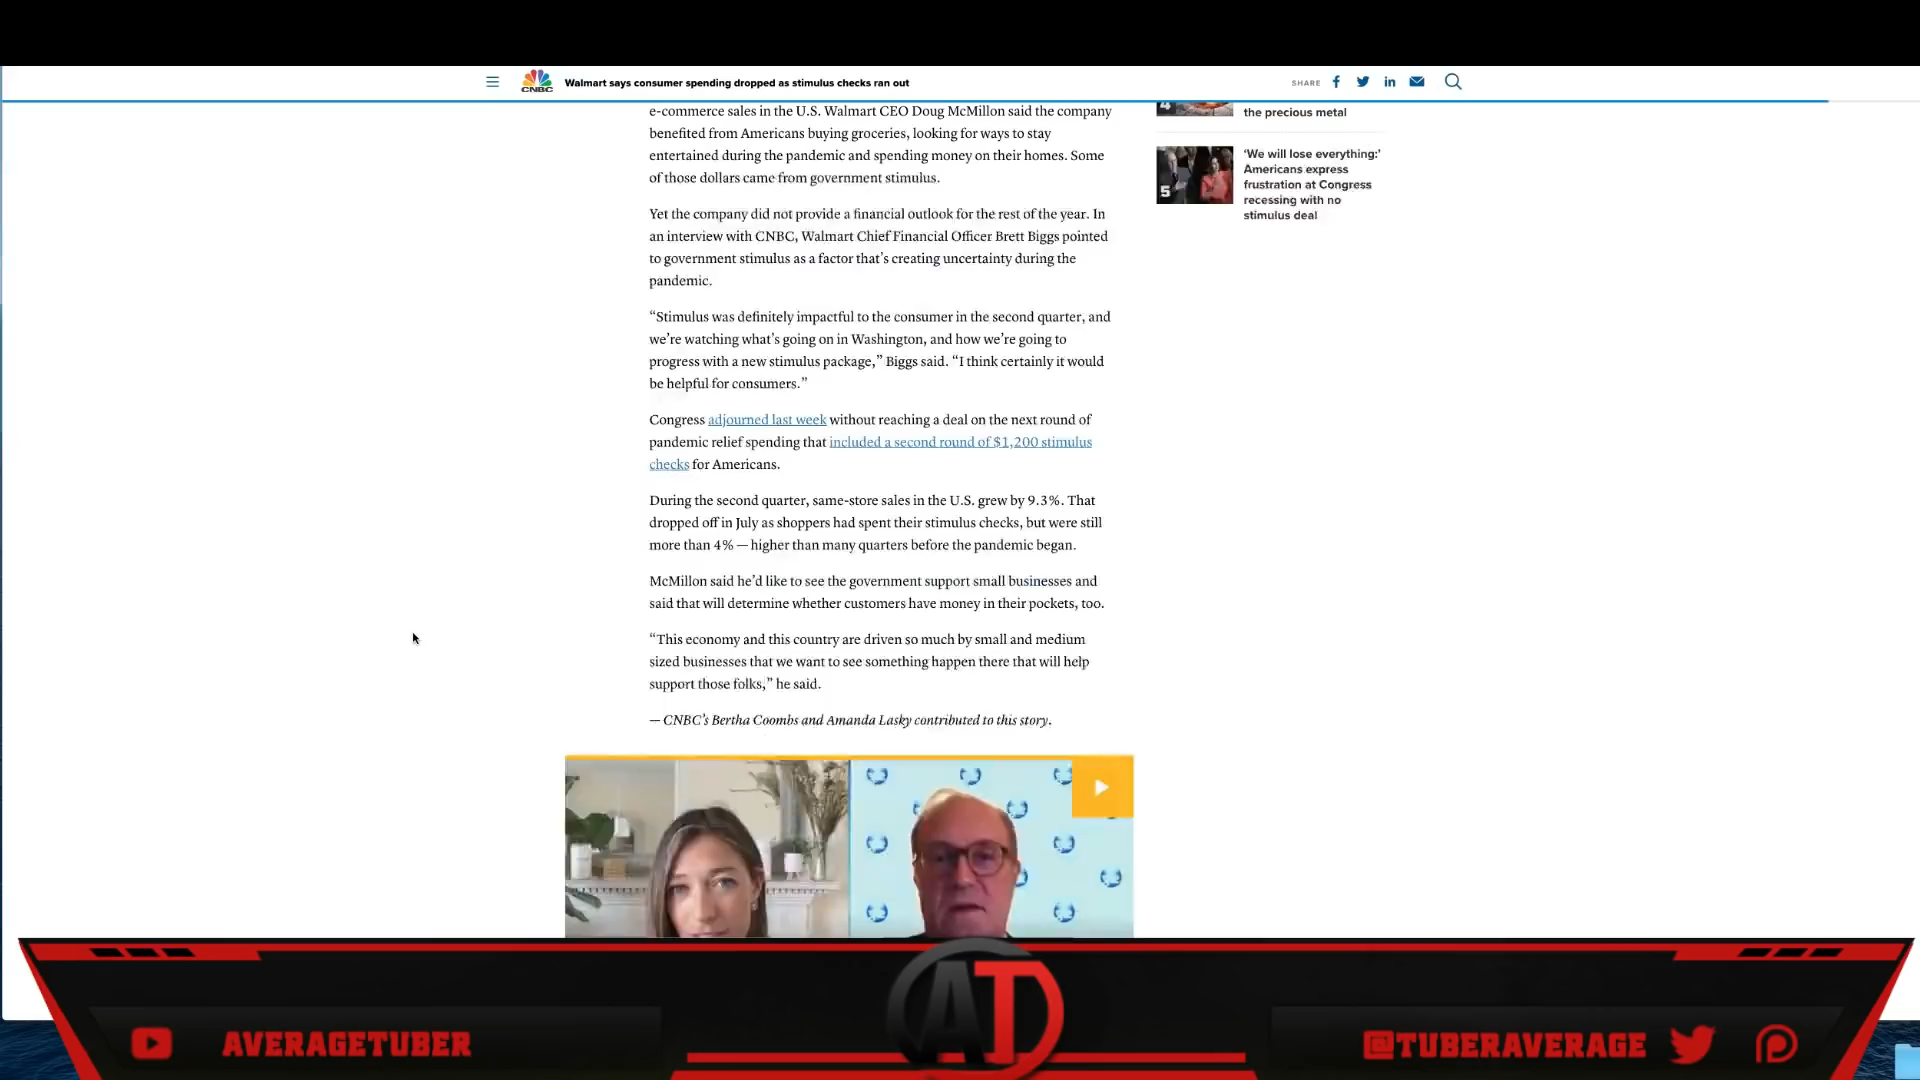 CNBC
Walmart says consumer spending dropped as stimulus checks ran out
SHARE
e-commerce sales in the U.S. Walmart CEO Doug McMillon said the company
benefited from Americans buying groceries, looking for ways to stay
entertained during the pandemic and spending money on their homes. Some
of those dollars came from government stimulus.
Yet the company did not provide a financial outlook for the rest of the year. In
an interview with CNBC, Walmart Chief Financial Officer Brett Biggs pointed
to government stimulus as a factor that’s creating uncertainty during the
pandemic.
“Stimulus was definitely impactful to the consumer in the second quarter, and
we’re watching what’s going on in Washington, and how we’re going to
progress with a new stimulus package,” Biggs said. “I think certainly it would
be helpful for consumers.”
Congress adjourned last week without reaching a deal on the next round of
pandemic relief spending that included a second round of $1,200 stimulus
checks for Americans.
During the second quarter, same-store sales in the U.S. grew by 9.3%. That
dropped off in July as shoppers had spent their stimulus checks, but were still
more than 4% — higher than many quarters before the pandemic began.
McMillon said he’d like to see the government support small businesses and
said that will determine whether customers have money in their pockets, too.
“This economy and this country are driven so much by small and medium
sized businesses that we want to see something happen there that will help
support those folks,” he said.
— CNBC’s Bertha Coombs and Amanda Lasky contributed to this story.
4
the precious metal
5
‘We will lose everything:’
Americans express
frustration at Congress
recessing with no
stimulus deal
AVERAGETUBER
AT
@TUBERAVERAGE